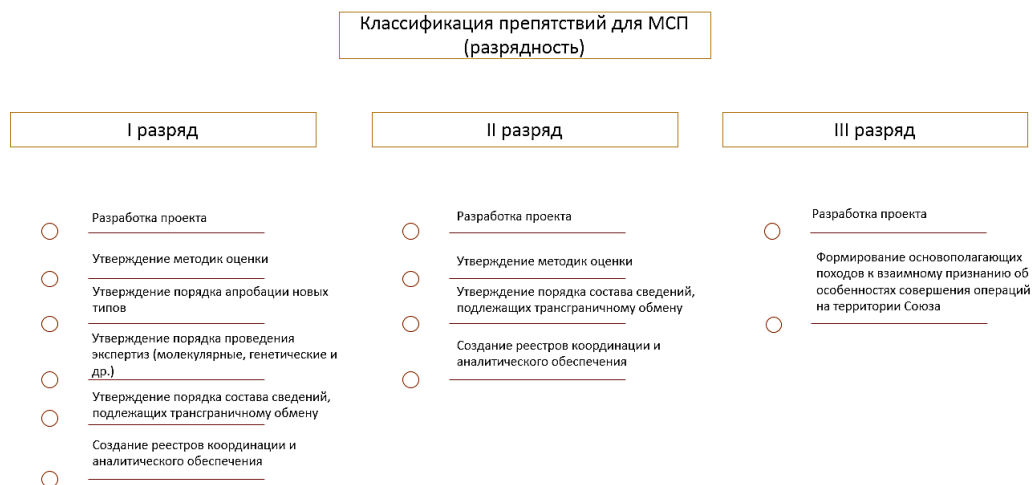 Классификация препятствий для МСП
(разрядность)
I разряд
Разработка проекта
Утверждение методик оценки
Утверждение порядка апробации новых
типов
Утверждение порядка проведения
экспертиз (молекулярные, генетические и
др.)
Утверждение порядка состава сведений,
подлежащих трансграничному обмену
Создание реестров координации и
аналитического обеспечения
II разряд
Разработка проекта
Утверждение методик оценки
Утверждение порядка состава сведений,
подлежащих трансграничному обмену
Создание реестров координации и
аналитического обеспечения
III разряд
Разработка проекта
Формирование основополагающих
походов к взаимному признанию об
особенностях совершения операций
на территории Союза